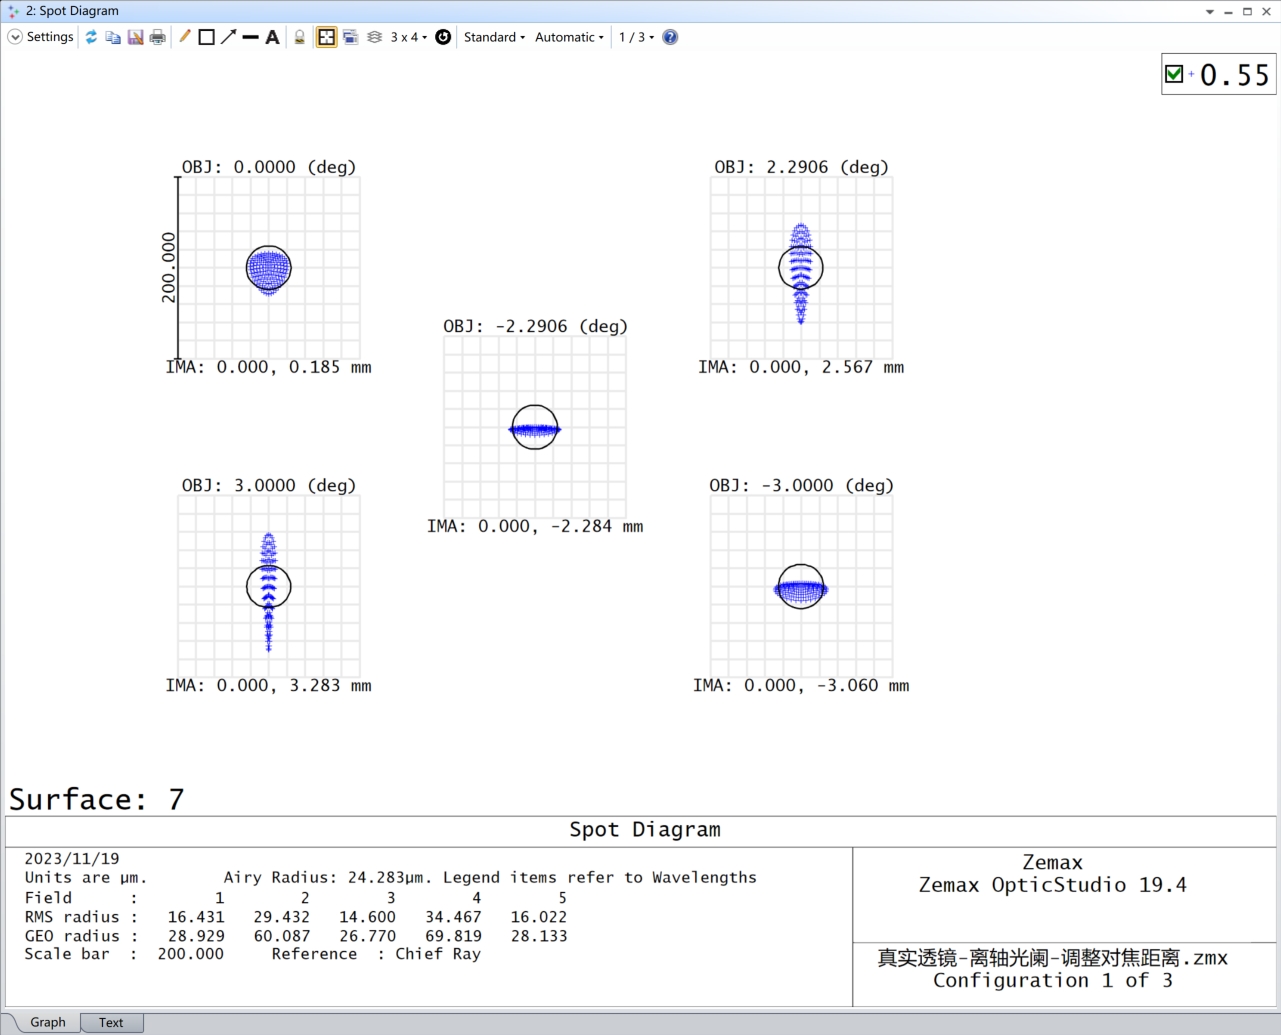 2: Spot Diagram
Settings
3 x 4
Standard
Automatic
1 / 3
0.55
OBJ: 0.0000 (deg)
200.000
IMA: 0.000, 0.185 mm
OBJ: 2.2906 (deg)
IMA: 0.000, 2.567 mm
OBJ: -2.2906 (deg)
IMA: 0.000, -2.284 mm
OBJ: 3.0000 (deg)
IMA: 0.000, 3.283 mm
OBJ: -3.0000 (deg)
IMA: 0.000, -3.060 mm
Surface: 7
Spot Diagram
2023/11/19
Units are µm. Airy Radius: 24.283µm. Legend items refer to Wavelengths
Field : 1 2 3 4 5
RMS radius : 16.431 29.432 14.600 34.467 16.022
GEO radius : 28.929 60.087 26.770 69.819 28.133
Scale bar : 200.000 Reference : Chief Ray
Zemax
Zemax OpticStudio 19.4
真实透镜-离轴光阑-调整对焦距离.zmx
Configuration 1 of 3
Graph
Text